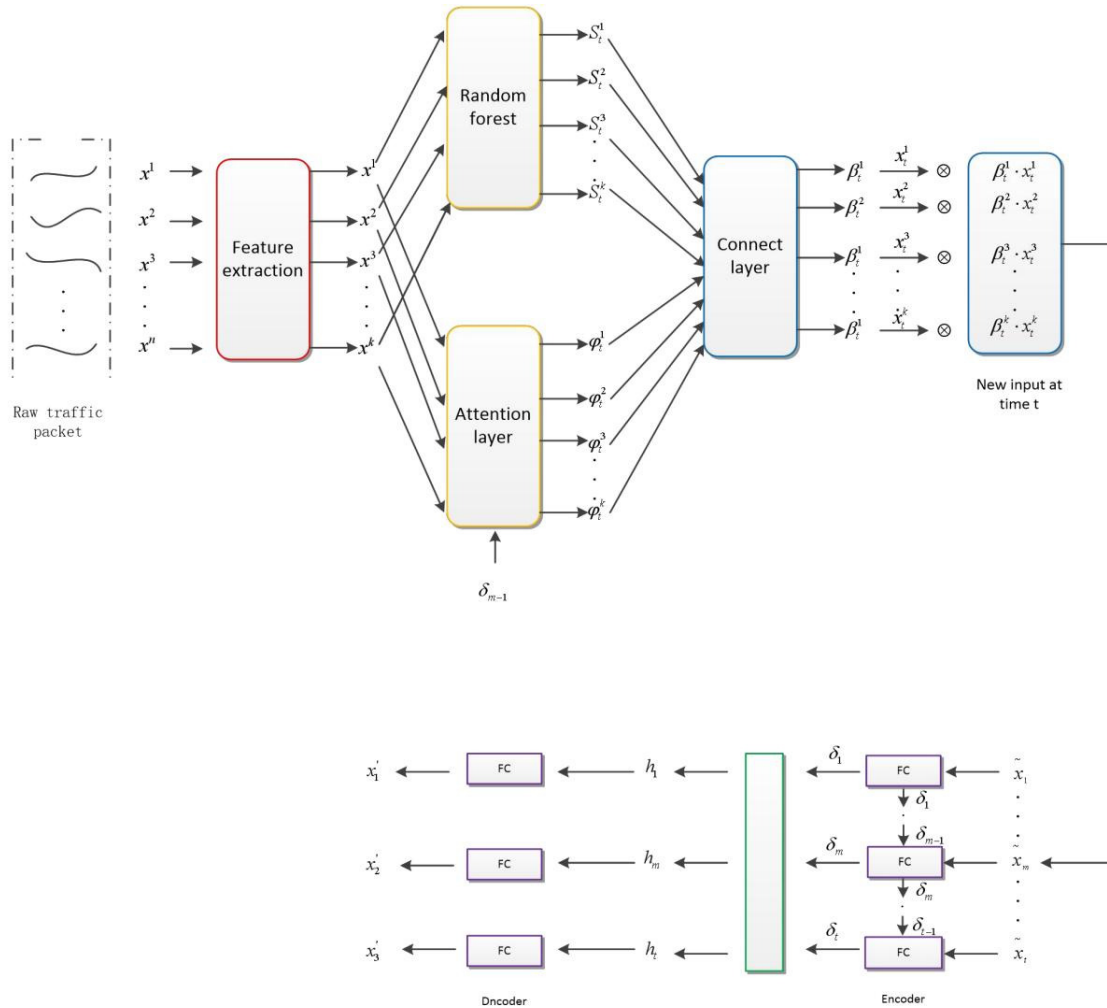 Raw traffic
packet
x¹
x²
x³
xⁿ
Feature
extraction
x¹
x²
x³
xᵏ
Random
forest
Attention
layer
δₘ₋₁
Sₜ¹
Sₜ²
Sₜ³
Sₜᵏ
φₜ¹
φₜ²
φₜ³
φₜᵏ
Connect
layer
βₜ¹ xₜ¹ ⊗
βₜ² xₜ² ⊗
βₜ¹ xₜ³ ⊗
βₜ¹ xₜᵏ ⊗
βₜ¹ · xₜ¹
βₜ² · xₜ²
βₜ³ · xₜ³
βₜᵏ · xₜᵏ
New input at
time t
x₁' FC h₁ δ₁ FC x̃₁
δ₁
δₘ₋₁
x₂' FC hₘ δₘ FC x̃ₘ
δₘ
δₜ₋₁
x₃' FC hₜ δₜ FC x̃ₜ
Dncoder
Encoder